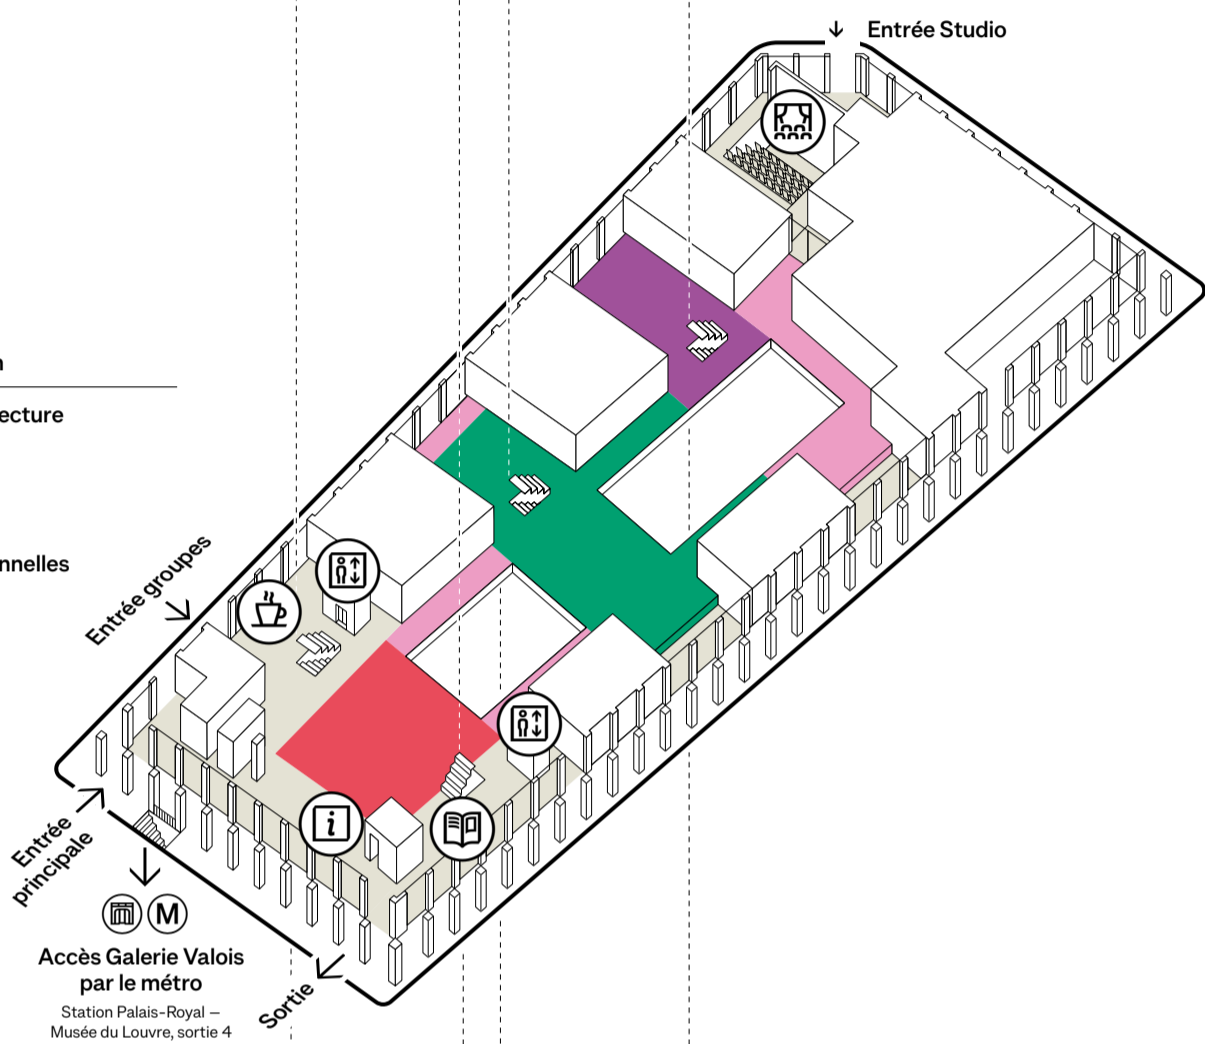 Entrée Studio
ecture
nnelles
Entrée groupes
Entrée
principale
M
Accès Galerie Valois
par le métro
Station Palais-Royal –
Musée du Louvre, sortie 4
Sortie
i